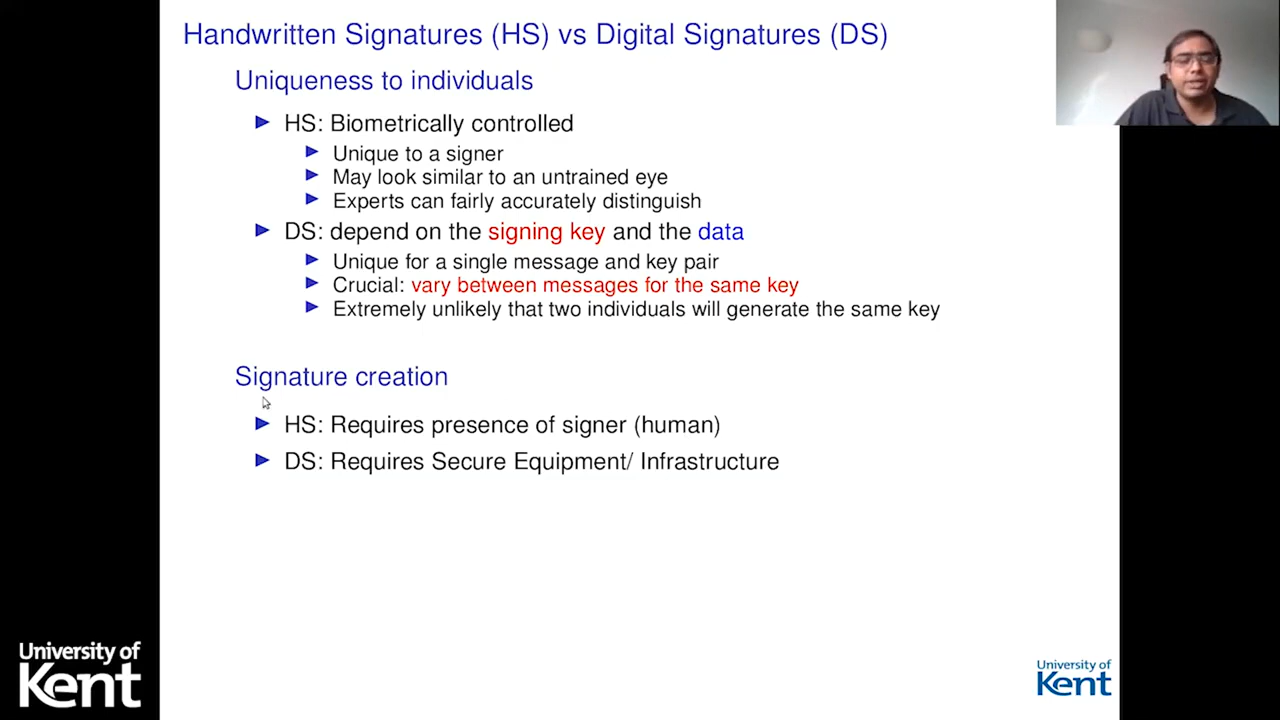 Handwritten Signatures (HS) vs Digital Signatures (DS)
Uniqueness to individuals
HS: Biometrically controlled
Unique to a signer
May look similar to an untrained eye
Experts can fairly accurately distinguish
DS: depend on the signing key and the data
Unique for a single message and key pair
Crucial: vary between messages for the same key
Extremely unlikely that two individuals will generate the same key
Signature creation
HS: Requires presence of signer (human)
DS: Requires Secure Equipment/ Infrastructure
University of
Kent
University of
Kent